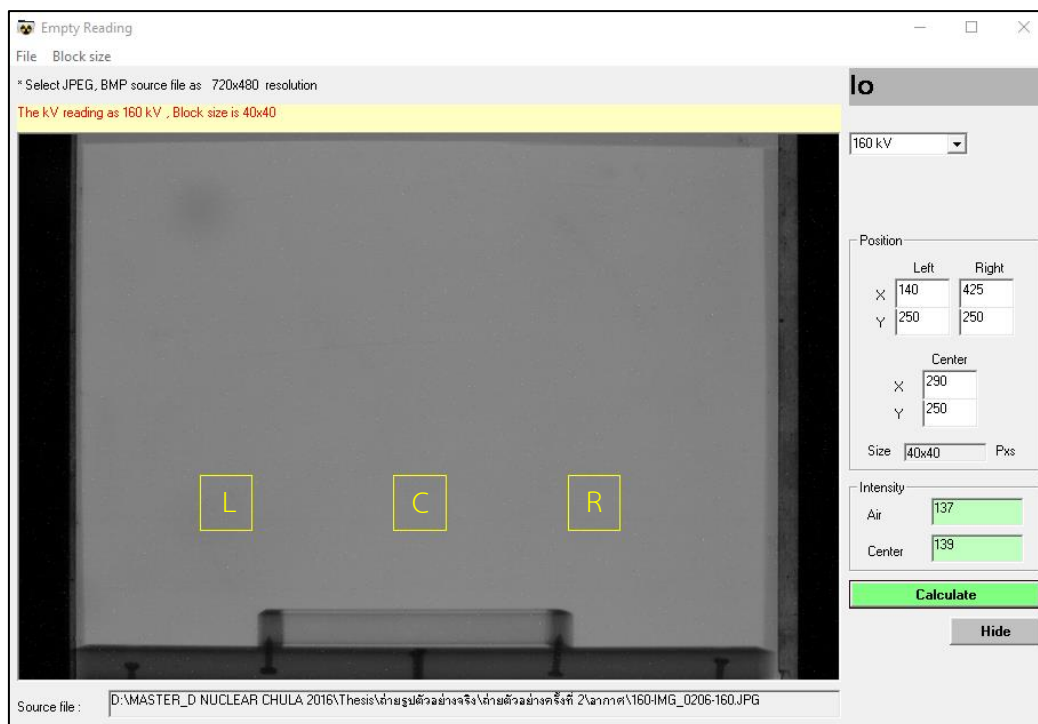 Empty Reading
File Block size
* Select JPEG, BMP source file as 720x480 resolution
The kV reading as 160 kV , Block size is 40x40
Io
160 kV
Position
Left Right
X 140 425
Y 250 250
Center
X 290
Y 250
Size 40x40 Pxs
L C R
Intensity
Air 137
Center 139
Calculate
Hide
Source file : D:\MASTER_D NUCLEAR CHULA 2016\Thesis\ถ่ายรูปตัวอย่างจริง\ถ่ายตัวอย่างครั้งที่ 2\อากาศ\160-IMG_0206-160.JPG